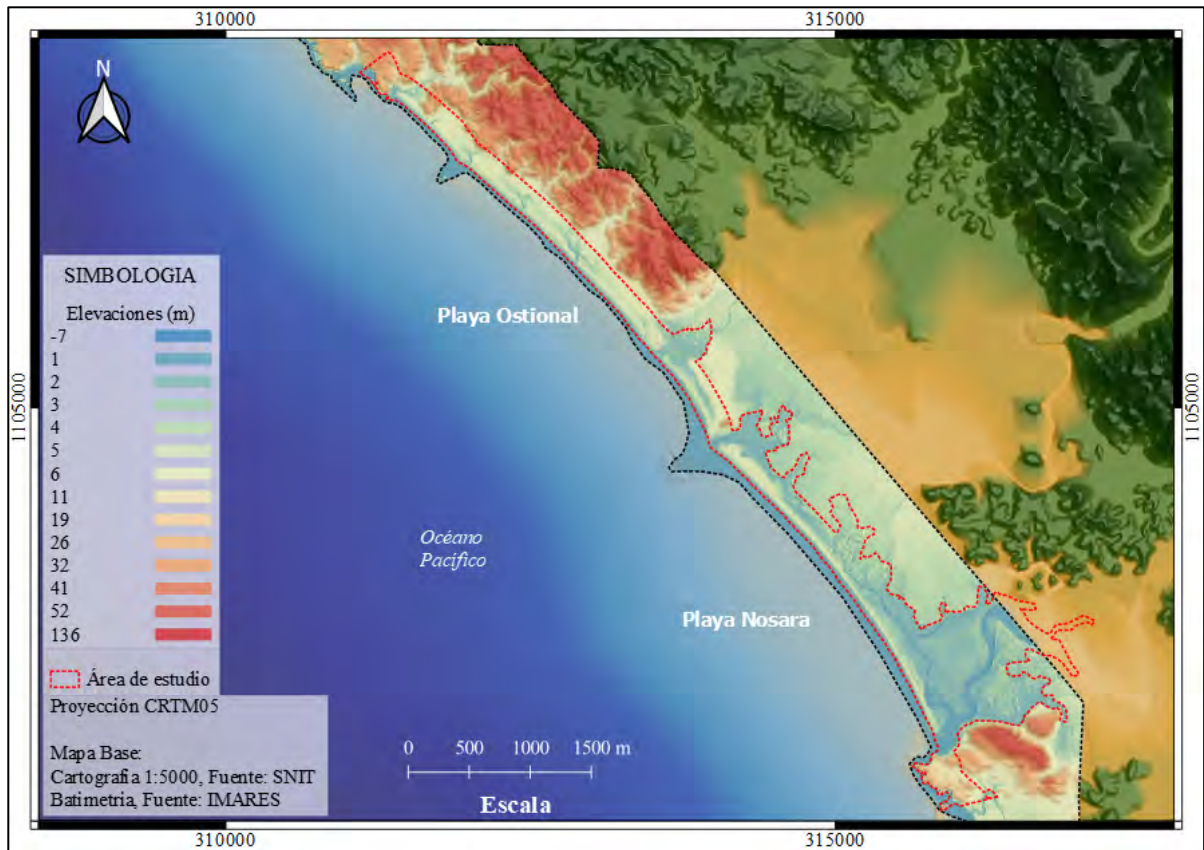 310000
315000
N
SIMBOLOGIA
Elevaciones (m)
-7
1
2
3
4
5
6
11
19
26
32
41
52
136
Área de estudio
Proyección CRTM05
Mapa Base:
Cartografia 1:5000, Fuente: SNIT
Batimetria, Fuente: IMARES
Playa Ostional
1105000
1105000
Océano
Pacífico
Playa Nosara
0 500 1000 1500 m
Escala
310000
315000